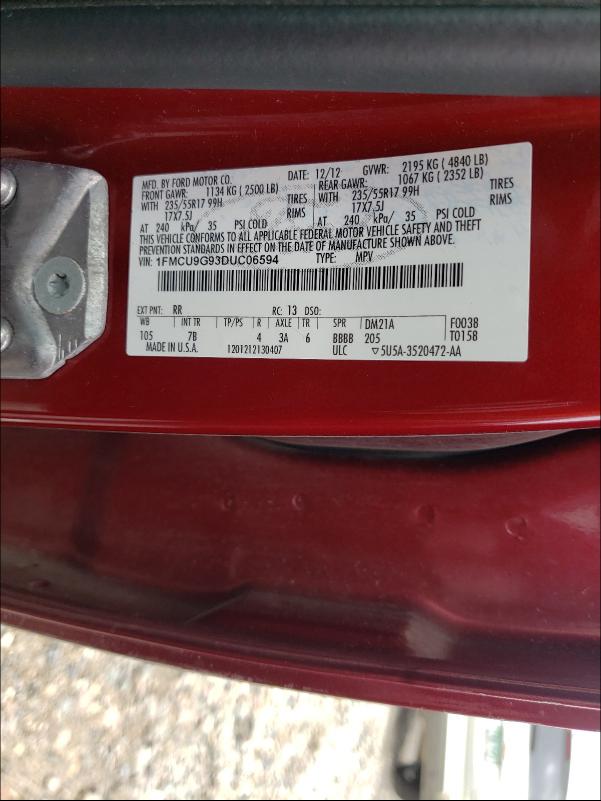 MFD. BY FORD MOTOR CO. DATE: 12/12 GVWR: 2195 KG ( 4840 LB)
FRONT GAWR: 1134 KG ( 2500 LB) REAR GAWR: 1067 KG ( 2352 LB)
WITH 235/55R17 99H TIRES WITH 235/55R17 99H TIRES
17X7.5J RIMS 17X7.5J RIMS
AT 240 kPa/ 35 PSI COLD AT 240 kPa/ 35 PSI COLD
THIS VEHICLE CONFORMS TO ALL APPLICABLE FEDERAL MOTOR VEHICLE SAFETY AND THEFT
PREVENTION STANDARDS IN EFFECT ON THE DATE OF MANUFACTURE SHOWN ABOVE.
VIN: 1FMCU9G93DUC06594 TYPE: MPV
EXT PNT: RR RC: 13 DSO:
WB INT TR TP/PS R AXLE TR SPR DM21A F0038
105 7B 4 3A 6 BBBB 205 T0158
MADE IN U.S.A. 1201212130407 ULC ▽5U5A-3520472-AA